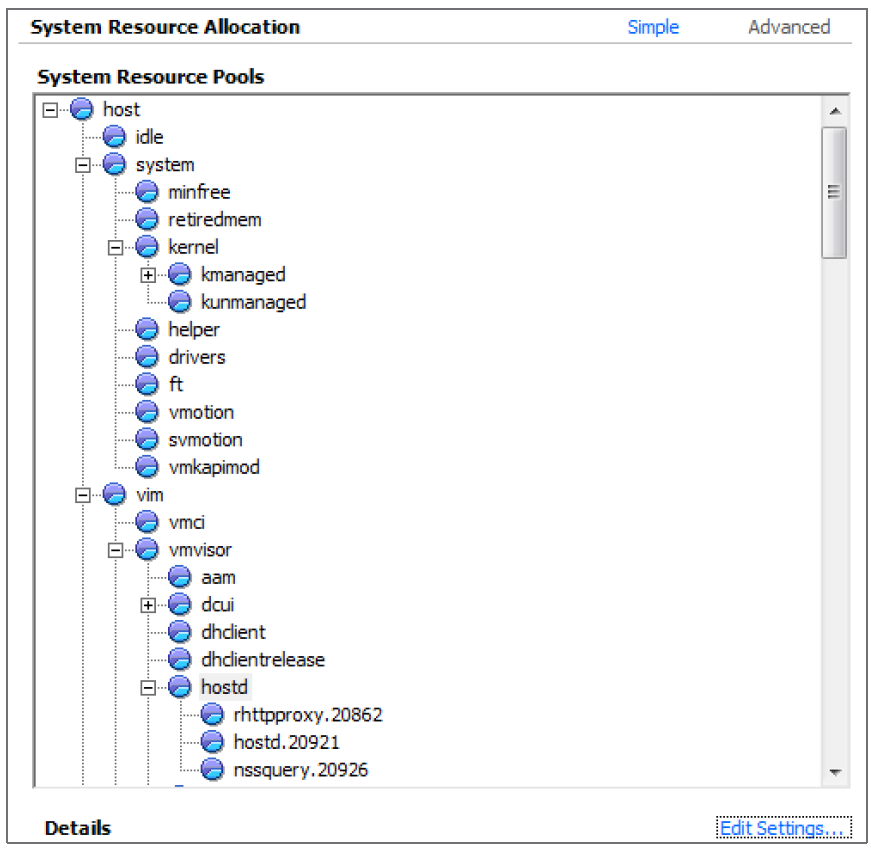 System Resource Allocation Simple Advanced
System Resource Pools
host
idle
system
minfree
retiredmem
kernel
kmanaged
kunmanaged
helper
drivers
ft
vmotion
svmotion
vmkapimod
vim
vmci
vmvisor
aam
dcui
dhclient
dhclientrelease
hostd
rhttpproxy.20862
hostd.20921
nssquery.20926
Details Edit Settings...